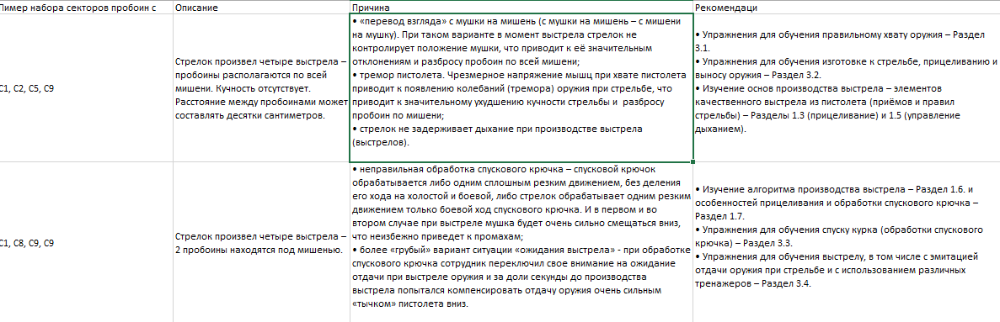 Пимер набора секторов пробоин с
Описание
Причина
Рекомендаци
C1, C2, C5, C9
Стрелок произвел четыре выстрела –
пробоины располагаются по всей
мишени. Кучность отсутствует.
Расстояние между пробоинами может
составлять десятки сантиметров.
• «перевод взгляда» с мушки на мишень (с мушки на мишень – с мишени
на мушку). При таком варианте в момент выстрела стрелок не
контролирует положение мушки, что приводит к её значительным
отклонениям и разбросу пробоин по всей мишени;
• тремор пистолета. Чрезмерное напряжение мышц при хвате пистолета
приводит к появлению колебаний (тремора) оружия при стрельбе, что
приводит к значительному ухудшению кучности стрельбы и разбросу
пробоин по мишени;
• стрелок не задерживает дыхание при производстве выстрела
(выстрелов).
• Упражнения для обучения правильному хвату оружия – Раздел
3.1.
• Упражнения для обучения изготовке к стрельбе, прицеливанию и
выносу оружия – Раздел 3.2.
• Изучение основ производства выстрела – элементов
качественного выстрела из пистолета (приёмов и правил
стрельбы) – Разделы 1.3 (прицеливание) и 1.5 (управление
дыханием).
C1, C8, C9, C9
Стрелок произвел четыре выстрела –
2 пробоины находятся под мишенью.
• неправильная обработка спускового крючка – спусковой крючок
обрабатывается либо одним сплошным резким движением, без деления
его хода на холостой и боевой, либо стрелок обрабатывает одним резким
движением только боевой ход спускового крючка. И в первом и во
втором случае при выстреле мушка будет очень сильно смещаться вниз,
что неизбежно приведет к промахам;
• более «грубый» вариант ситуации «ожидания выстрела» - при обработке
спускового крючка сотрудник переключил свое внимание на ожидание
отдачи при выстреле оружия и за доли секунды до производства
выстрела попытался компенсировать отдачу оружия очень сильным
«тычком» пистолета вниз.
• Изучение алгоритма производства выстрела – Раздел 1.6. и
особенностей прицеливания и обработки спускового крючка –
Раздел 1.7.
• Упражнения для обучения спуску курка (обработки спускового
крючка) – Раздел 3.3.
• Упражнения для обучения выстрелу, в том числе с эмитацией
отдачи оружия при стрельбе и с использованием различных
тренажеров – Раздел 3.4.